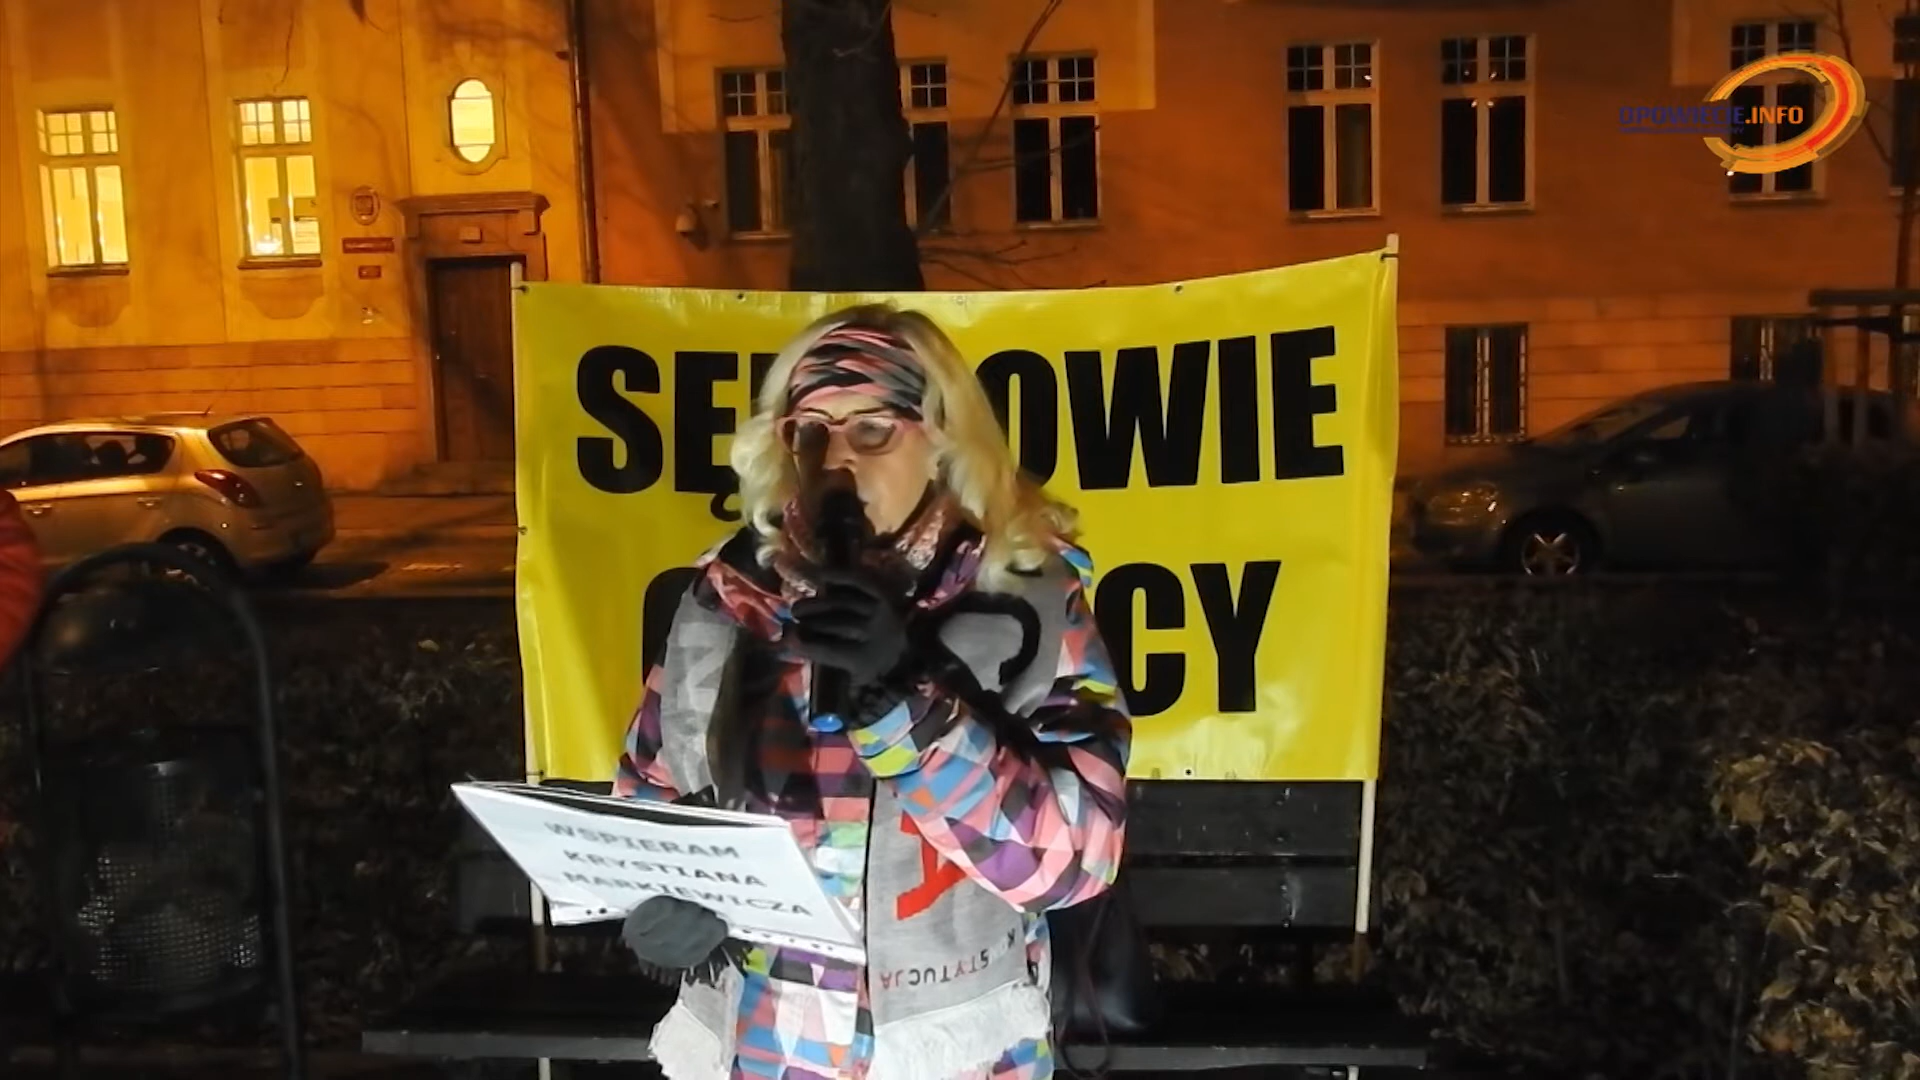 OPOWIECIE.INFO
SĘ OWIE
CY
WSPIERAM
KRYSTIANA
MARKIEWICZA
KONSTYTUCJA